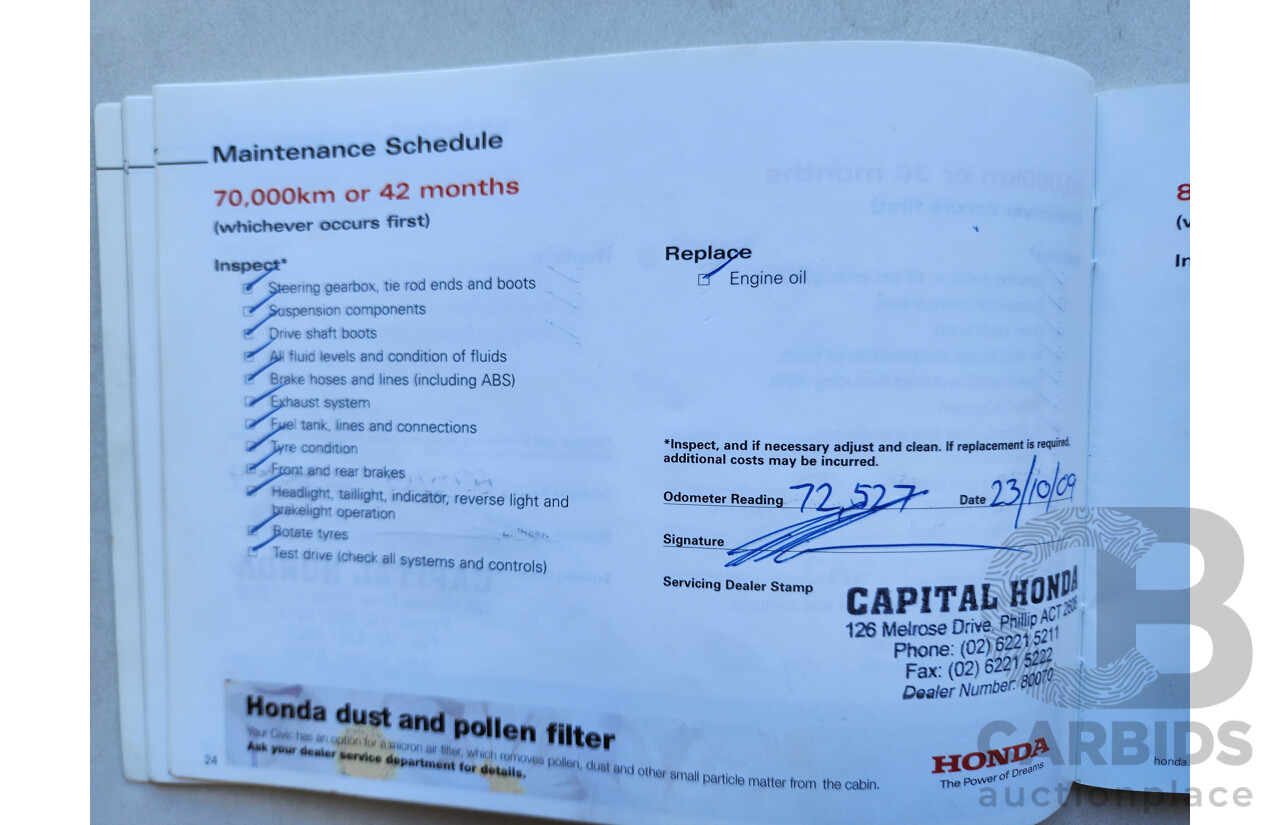 Maintenance Schedule
70,000km or 42 months
(whichever occurs first)
Inspect*
Steering gearbox, tie rod ends and boots
Suspension components
Drive shaft boots
All fluid levels and condition of fluids
Brake hoses and lines (including ABS)
Exhaust system
Fuel tank, lines and connections
Tyre condition
Front and rear brakes
Headlight, taillight, indicator, reverse light and
brakelight operation
Rotate tyres
Test drive (check all systems and controls)
Replace
Engine oil
*Inspect, and if necessary adjust and clean. If replacement is required,
additional costs may be incurred.
Odometer Reading 72,527 Date 23/10/09
Signature
Servicing Dealer Stamp
CAPITAL HONDA
126 Melrose Drive, Phillip ACT 2606
Phone: (02) 6221 5211
Fax: (02) 6221 5222
Dealer Number: 80070
Honda dust and pollen filter
Your Civic has an option for a micron air filter, which removes pollen, dust and other small particle matter from the cabin.
Ask your dealer service department for details.
24
HONDA
The Power of Dreams
8
(v
In
honda.
CARBIDS
auctionplace